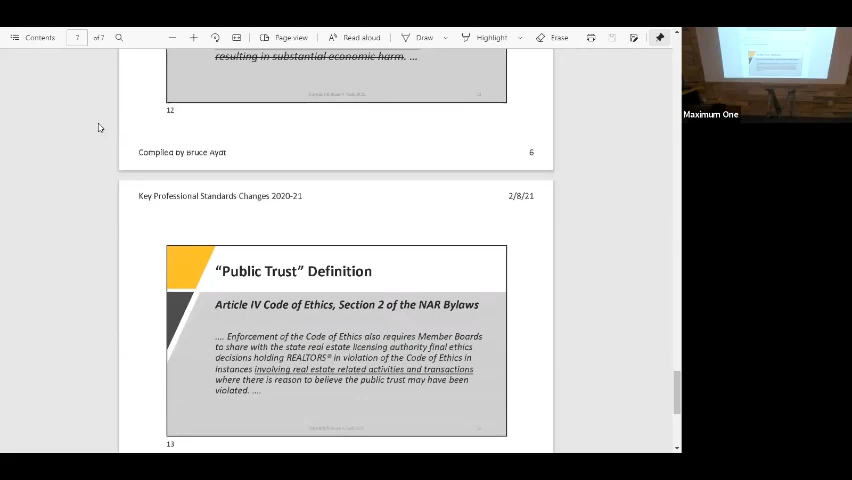 Contents
7
of 7
Page view
Read aloud
Draw
Highlight
Erase
resulting in substantial economic harm. ...
12
Compiled by Bruce Aydt
6
Maximum One
Key Professional Standards Changes 2020-21
2/8/21
“Public Trust” Definition
Article IV Code of Ethics, Section 2 of the NAR Bylaws
.... Enforcement of the Code of Ethics also requires Member Boards
to share with the state real estate licensing authority final ethics
decisions holding REALTORS® in violation of the Code of Ethics in
instances involving real estate related activities and transactions
where there is reason to believe the public trust may have been
violated. ....
13